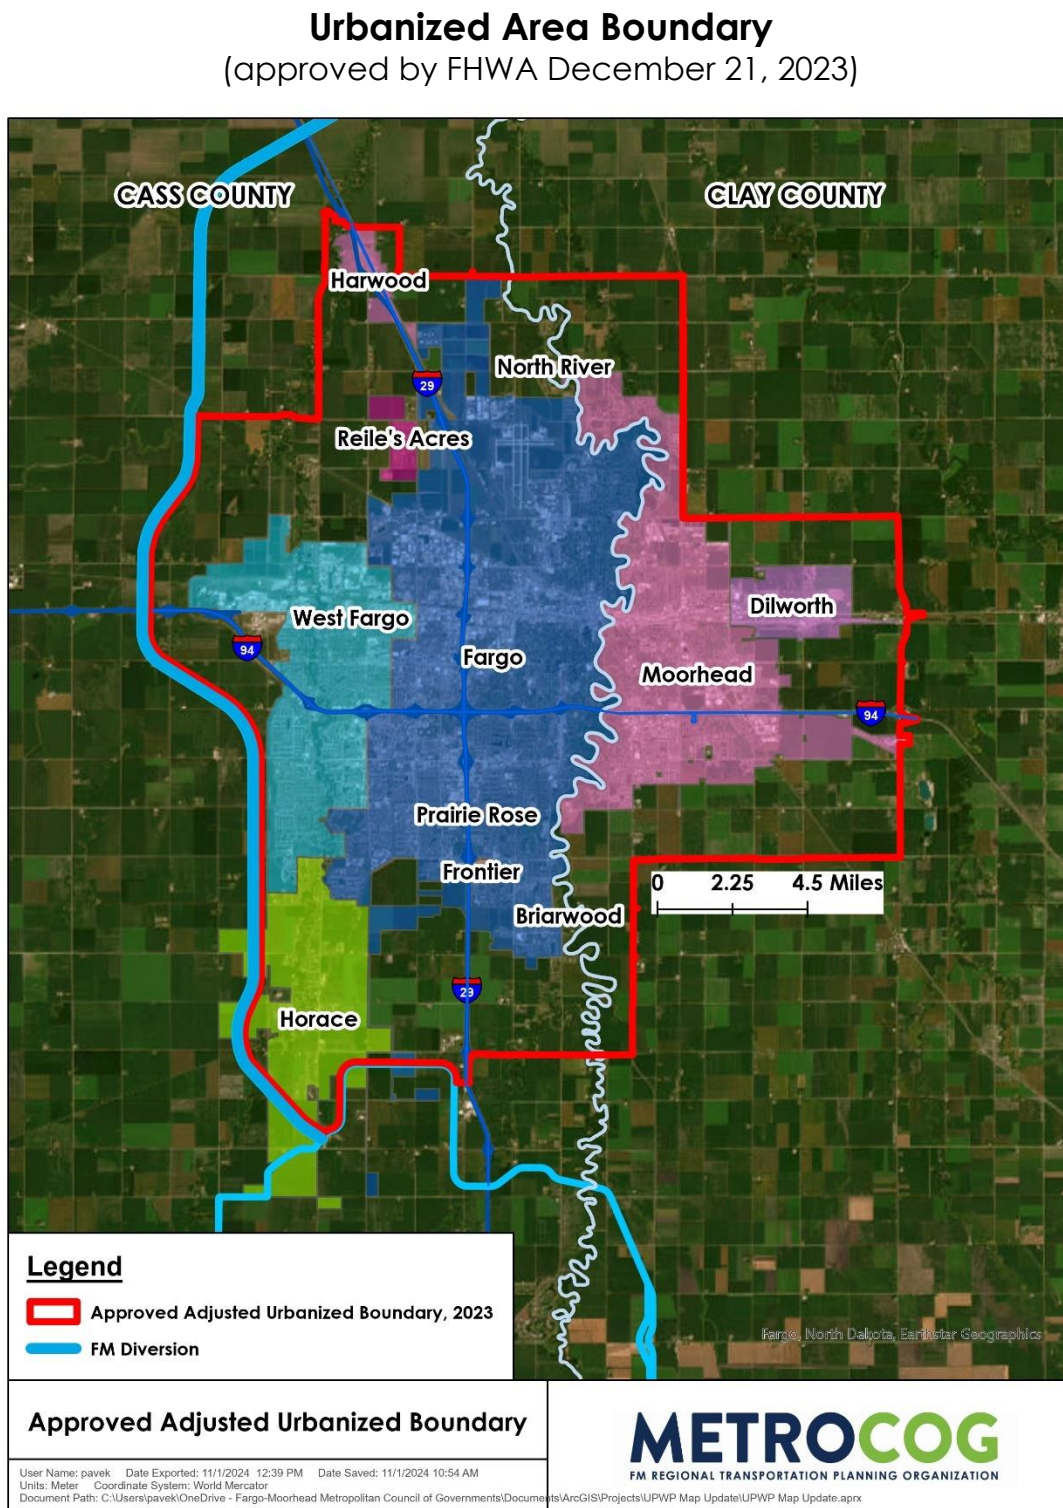 Urbanized Area Boundary
(approved by FHWA December 21, 2023)
CASS COUNTY
CLAY COUNTY
Harwood
North River
29
Reile's Acres
Dilworth
West Fargo
94
Fargo
Moorhead
94
Prairie Rose
Frontier
0 2.25 4.5 Miles
Briarwood
29
Horace
Legend
Approved Adjusted Urbanized Boundary, 2023
FM Diversion
Fargo, North Dakota, Earthstar Geographics
Approved Adjusted Urbanized Boundary
User Name: pavek Date Exported: 11/1/2024 12:39 PM Date Saved: 11/1/2024 10:54 AM
Units: Meter Coordinate System: World Mercator
Document Path: C:\Users\pavek\OneDrive - Fargo-Moorhead Metropolitan Council of Governments\Documents\ArcGIS\Projects\UPWP Map Update\UPWP Map Update.aprx
METROCOG
FM REGIONAL TRANSPORTATION PLANNING ORGANIZATION